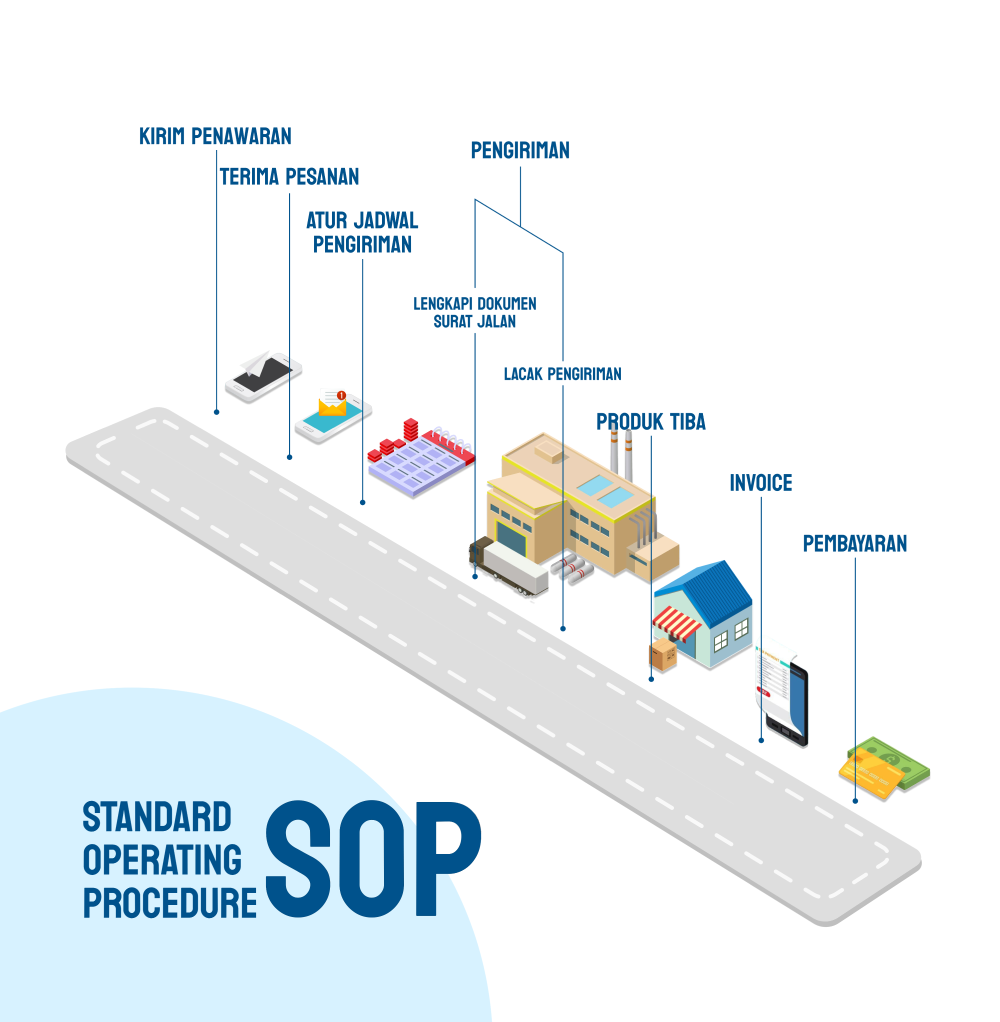 KIRIM PENAWARAN
TERIMA PESANAN
ATUR JADWAL
PENGIRIMAN
PENGIRIMAN
LENGKAPI DOKUMEN
SURAT JALAN
LACAK PENGIRIMAN
PRODUK TIBA
INVOICE
PEMBAYARAN
STANDARD
OPERATING
PROCEDURE
SOP